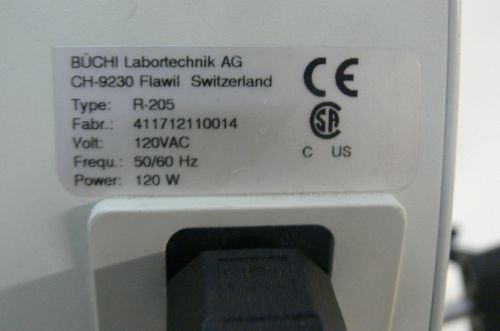 BÜCHI Labortechnik AG
CH-9230 Flawil Switzerland
Type: R-205
Fabr.: 411712110014
Volt: 120VAC
Frequ.: 50/60 Hz
Power: 120 W
CE
SA
C US